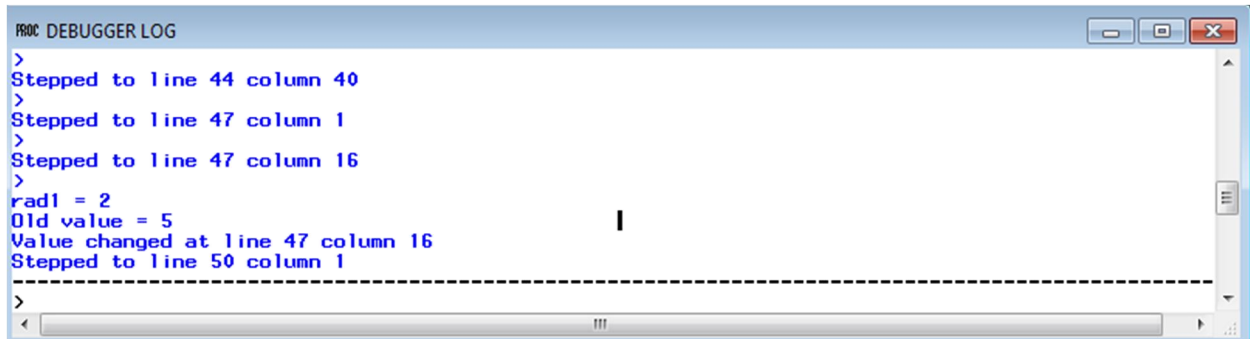 PROC DEBUGGER LOG
>
Stepped to line 44 column 40
>
Stepped to line 47 column 1
>
Stepped to line 47 column 16
>
rad1 = 2
Old value = 5
Value changed at line 47 column 16
Stepped to line 50 column 1
--------------------------------------------------------------------------------
>